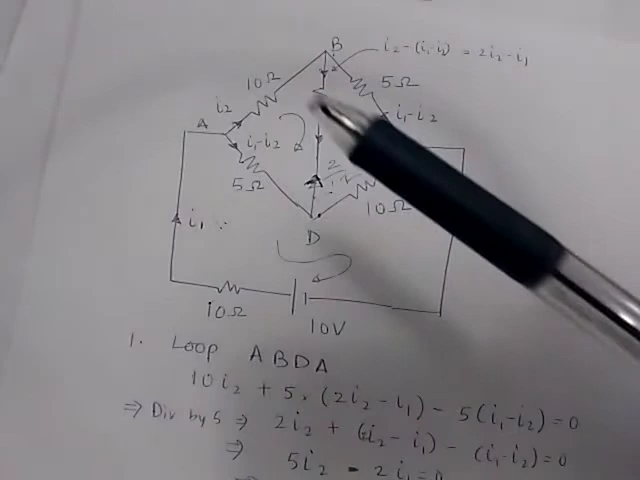 B
i2-(i1-i2) = 2i2-i1
10Ω
5Ω
i2
A
i1-i2
i1-i2
5Ω
10Ω
i1
D
10Ω
10V
1. Loop ABDA
10i2 + 5×(2i2-i1) - 5(i1-i2)=0
⇒ Div by 5 ⇒ 2i2 + (2i2-i1) - (i1-i2)=0
⇒ 5i2 - 2i1=0